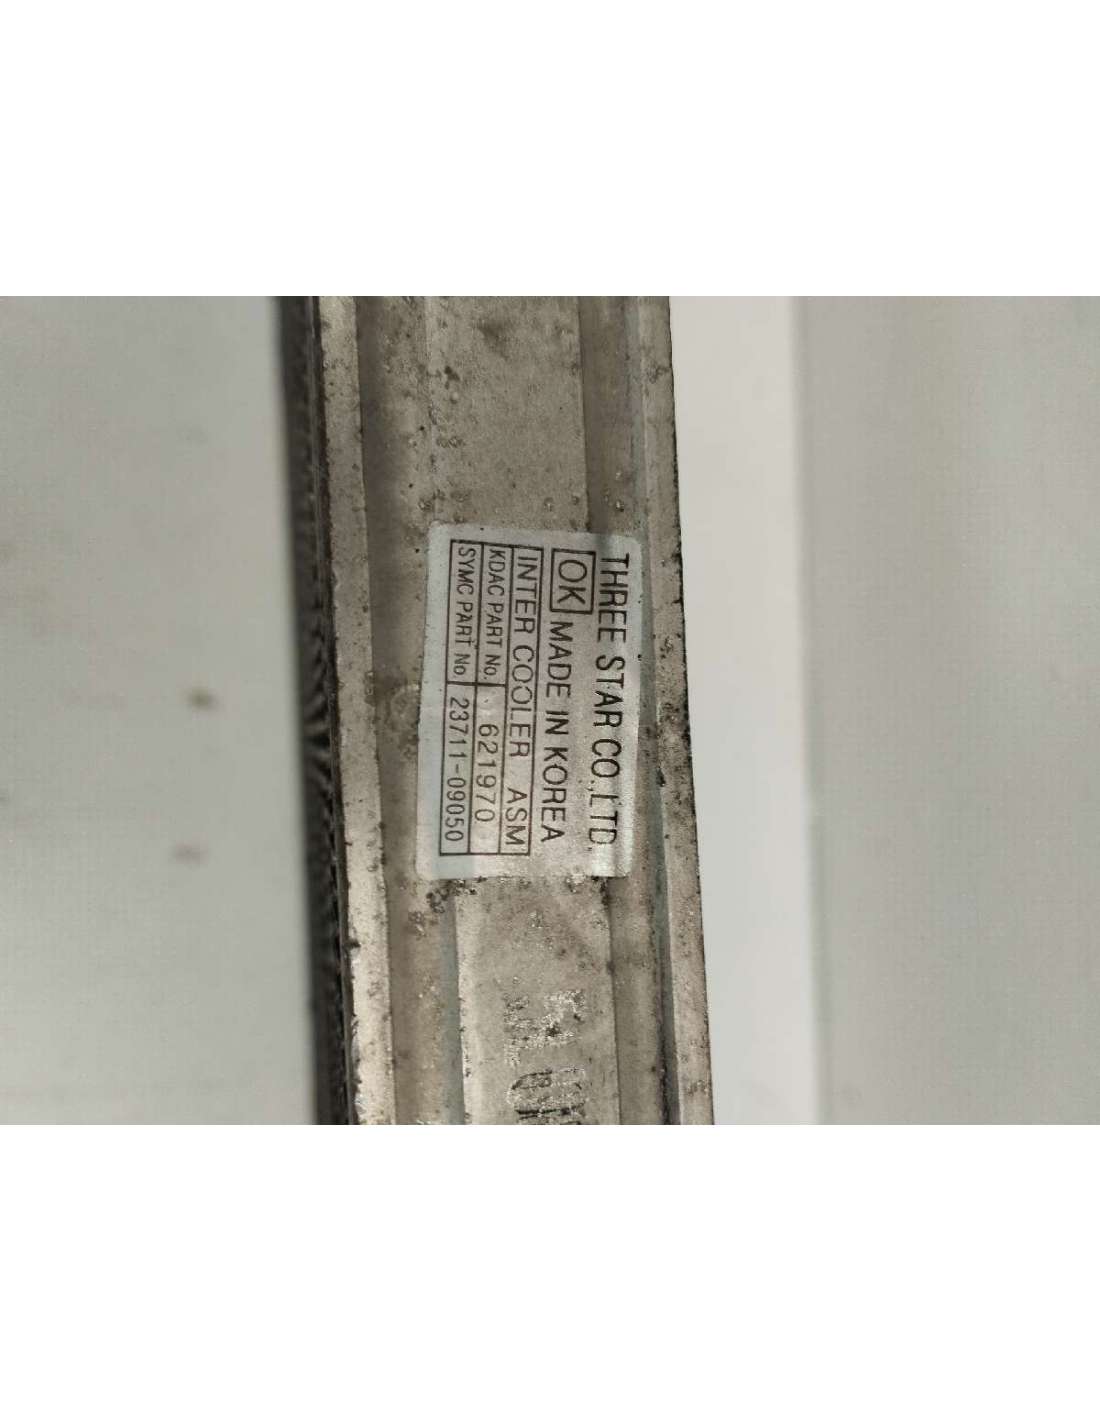 THREE STAR CO.,LTD.
OK MADE IN KOREA
INTER COOLER ASM
KDAC PART No. 621970
SYMC PART No. 23711-09050